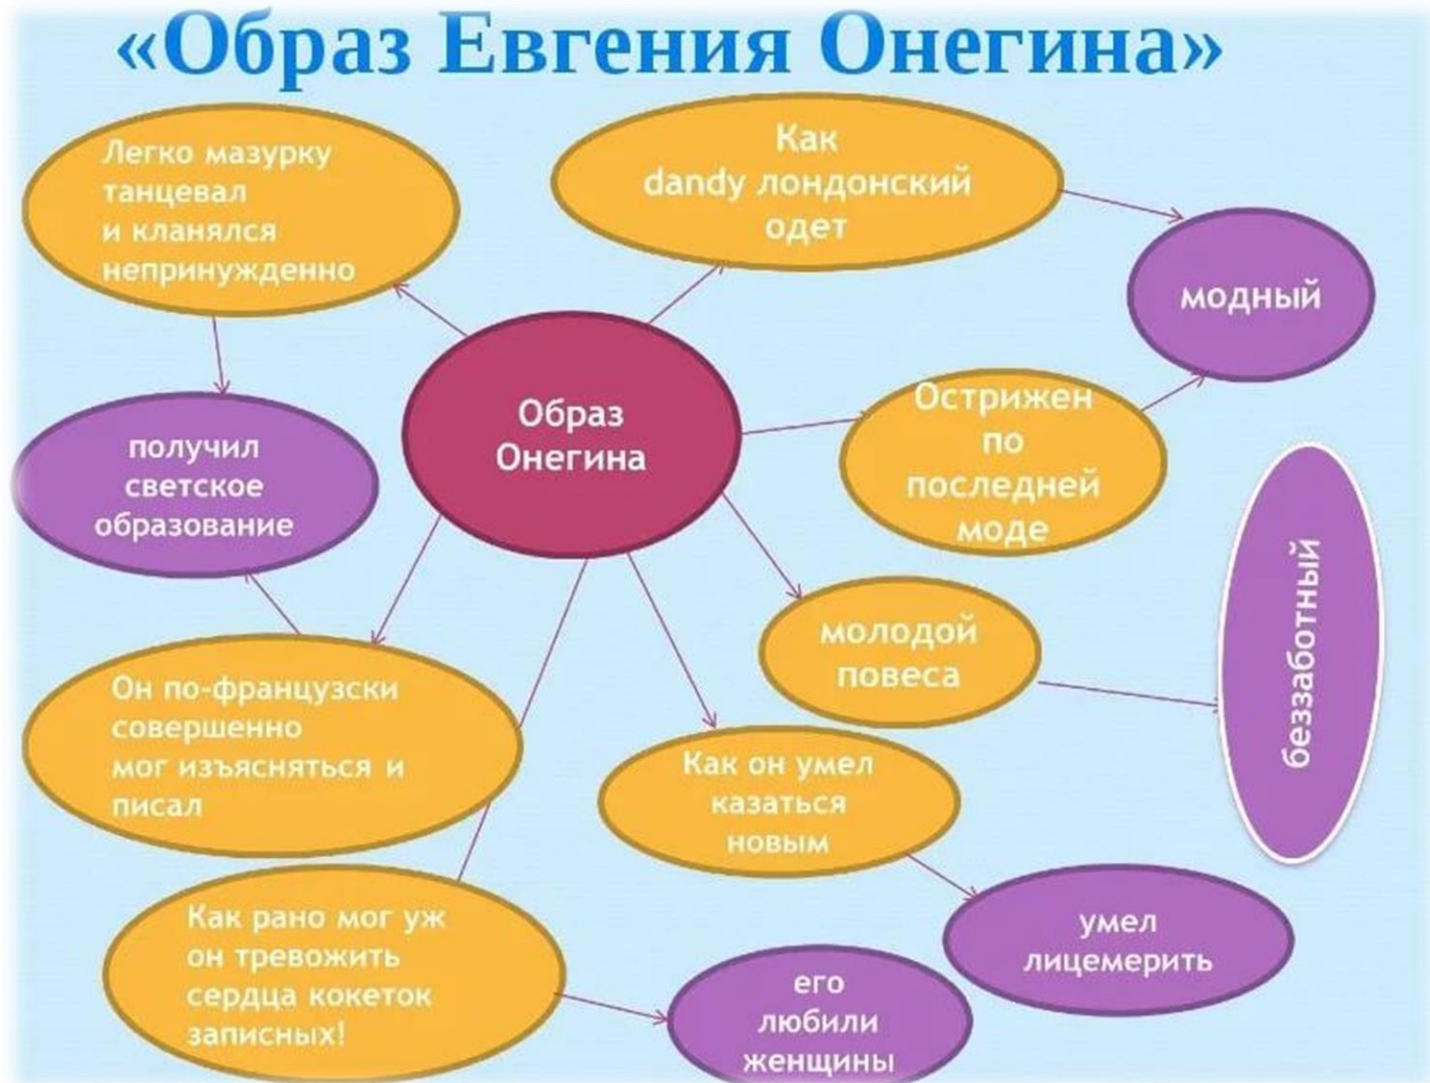 «Образ Евгения Онегина»
Легко мазурку
танцевал
и кланялся
непринужденно
Как
dandy лондонский
одет
модный
Образ
Онегина
Острижен
по
последней
моде
получил
светское
образование
беззаботный
молодой
повеса
Он по-французски
совершенно
мог изъясняться и
писал
Как он умел
казаться
новым
Как рано мог уж
он тревожить
сердца кокеток
записных!
умел
лицемерить
его
любили
женщины